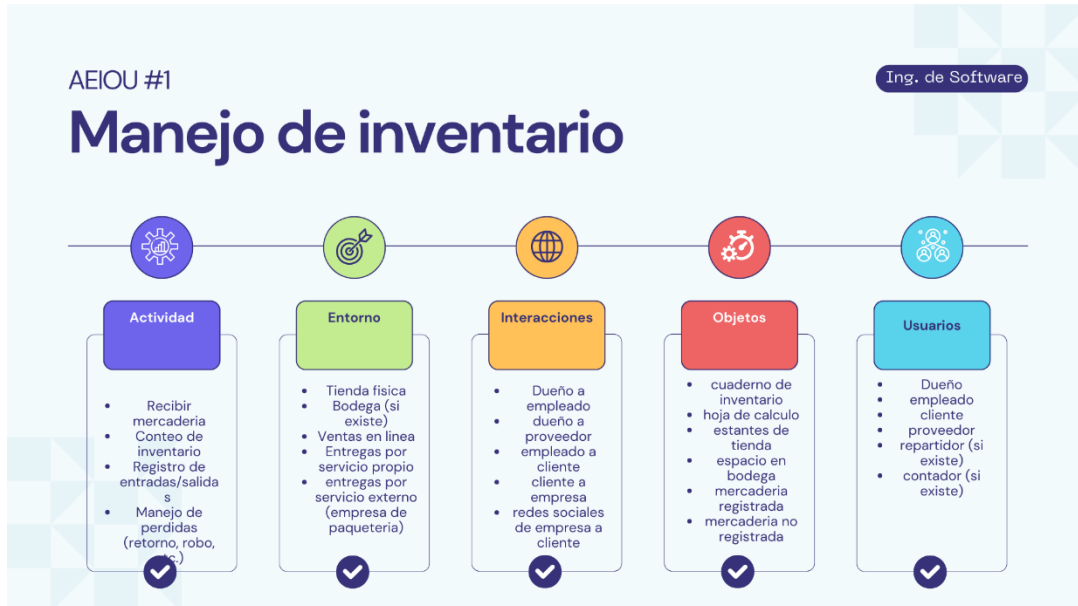 AEIOU #1
Ing. de Software
Manejo de inventario
Actividad
• Recibir
mercaderia
• Conteo de
inventario
• Registro de
entradas/salida
s
• Manejo de
perdidas
(retorno, robo,
etc.)
Entorno
• Tienda fisica
• Bodega (si
existe)
• Ventas en linea
• Entregas por
servicio propio
• entregas por
servicio externo
(empresa de
paqueteria)
Interacciones
• Dueño a
empleado
• dueño a
proveedor
• empleado a
cliente
• cliente a
empresa
• redes sociales
de empresa a
cliente
Objetos
• cuaderno de
inventario
• hoja de calculo
• estantes de
tienda
• espacio en
bodega
• mercaderia
registrada
• mercaderia no
registrada
Usuarios
• Dueño
• empleado
• cliente
• proveedor
• repartidor (si
existe)
• contador (si
existe)